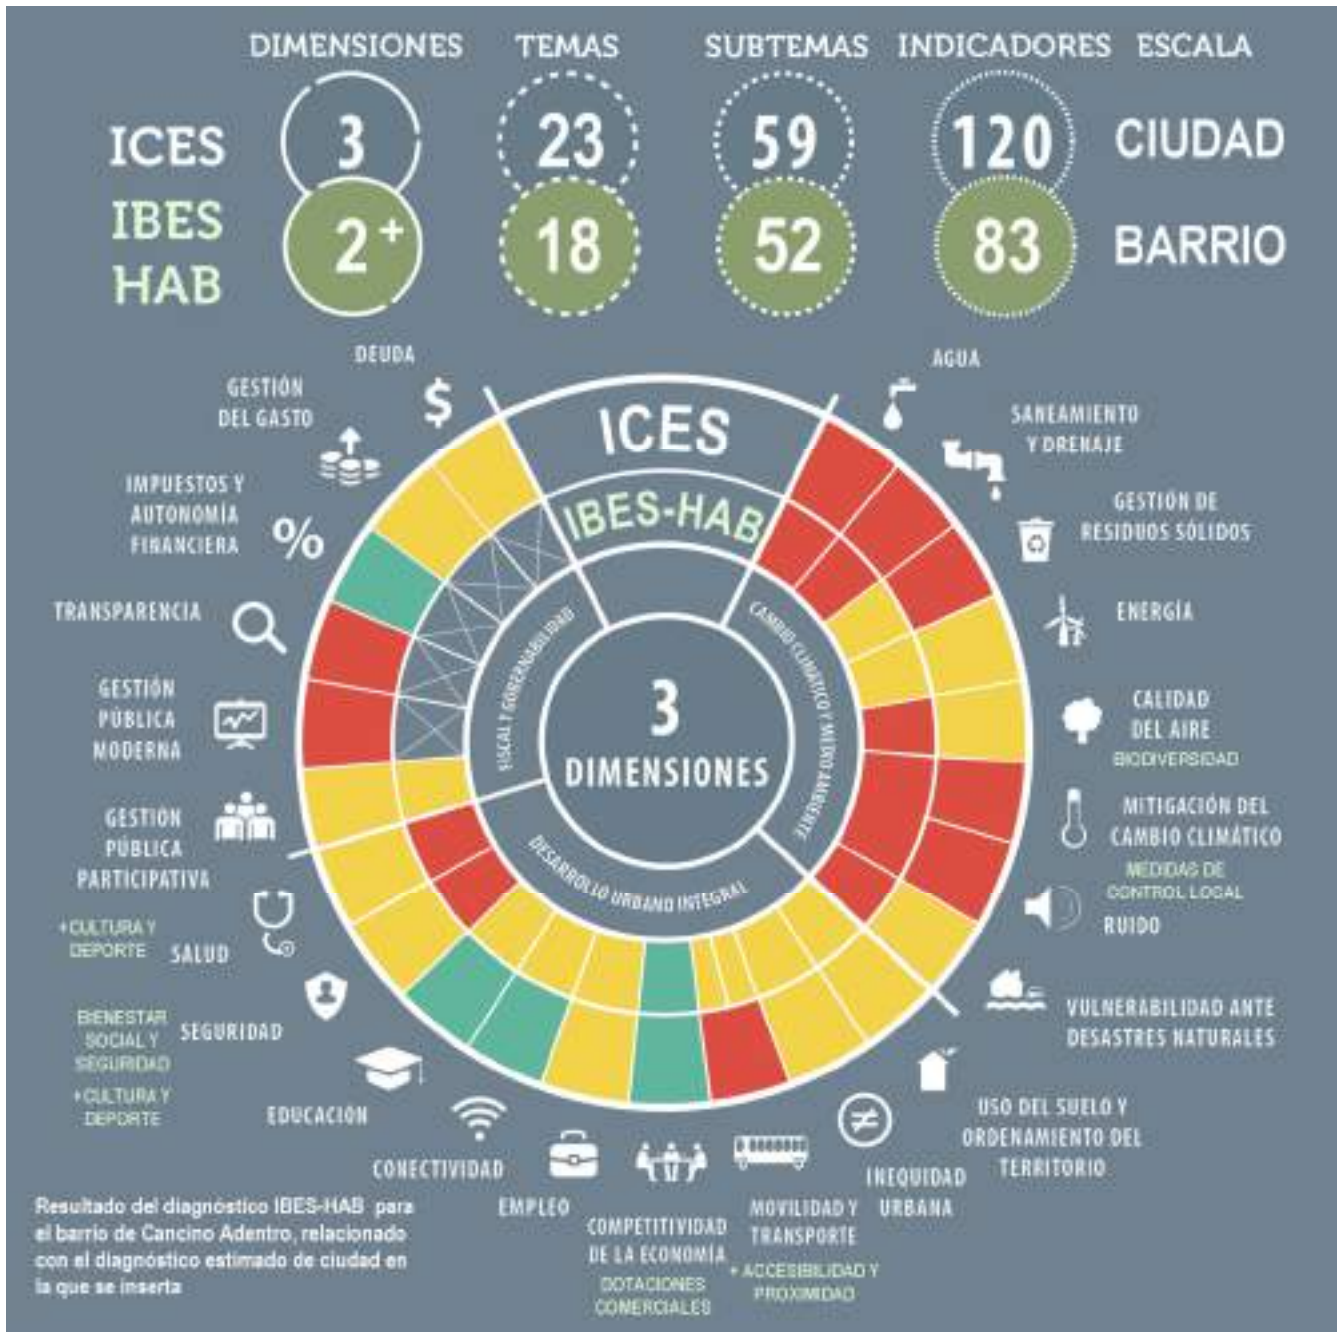 DIMENSIONES TEMAS SUBTEMAS INDICADORES ESCALA
ICES 3 23 59 120 CIUDAD
IBES
HAB
2+ 18 52 83 BARRIO
DEUDA
GESTIÓN
DEL GASTO
$
IMPUESTOS Y
AUTONOMÍA
FINANCIERA
%
TRANSPARENCIA
GESTIÓN
PÚBLICA
MODERNA
GESTIÓN
PÚBLICA
PARTICIPATIVA
+CULTURA Y
DEPORTE
SALUD
BIENESTAR
SOCIAL Y
SEGURIDAD
+CULTURA Y
DEPORTE
SEGURIDAD
EDUCACIÓN
CONECTIVIDAD
EMPLEO
COMPETITIVIDAD
DE LA ECONOMÍA
DOTACIONES
COMERCIALES
MOVILIDAD Y
TRANSPORTE
+ ACCESIBILIDAD Y
PROXIMIDAD
≠
INEQUIDAD
URBANA
USO DEL SUELO Y
ORDENAMIENTO DEL
TERRITORIO
VULNERABILIDAD ANTE
DESASTRES NATURALES
RUIDO
MITIGACIÓN DEL
CAMBIO CLIMÁTICO
MEDIDAS DE
CONTROL LOCAL
CALIDAD
DEL AIRE
BIODIVERSIDAD
ENERGÍA
GESTIÓN DE
RESIDUOS SÓLIDOS
SANEAMIENTO
Y DRENAJE
AGUA
ICES
IBES-HAB
FISCAL Y GOBERNABILIDAD
CAMBIO CLIMÁTICO Y MEDIO AMBIENTE
DESARROLLO URBANO INTEGRAL
3
DIMENSIONES
Resultado del diagnóstico IBES-HAB para
el barrio de Cancino Adentro, relacionado
con el diagnóstico estimado de ciudad en
la que se inserta